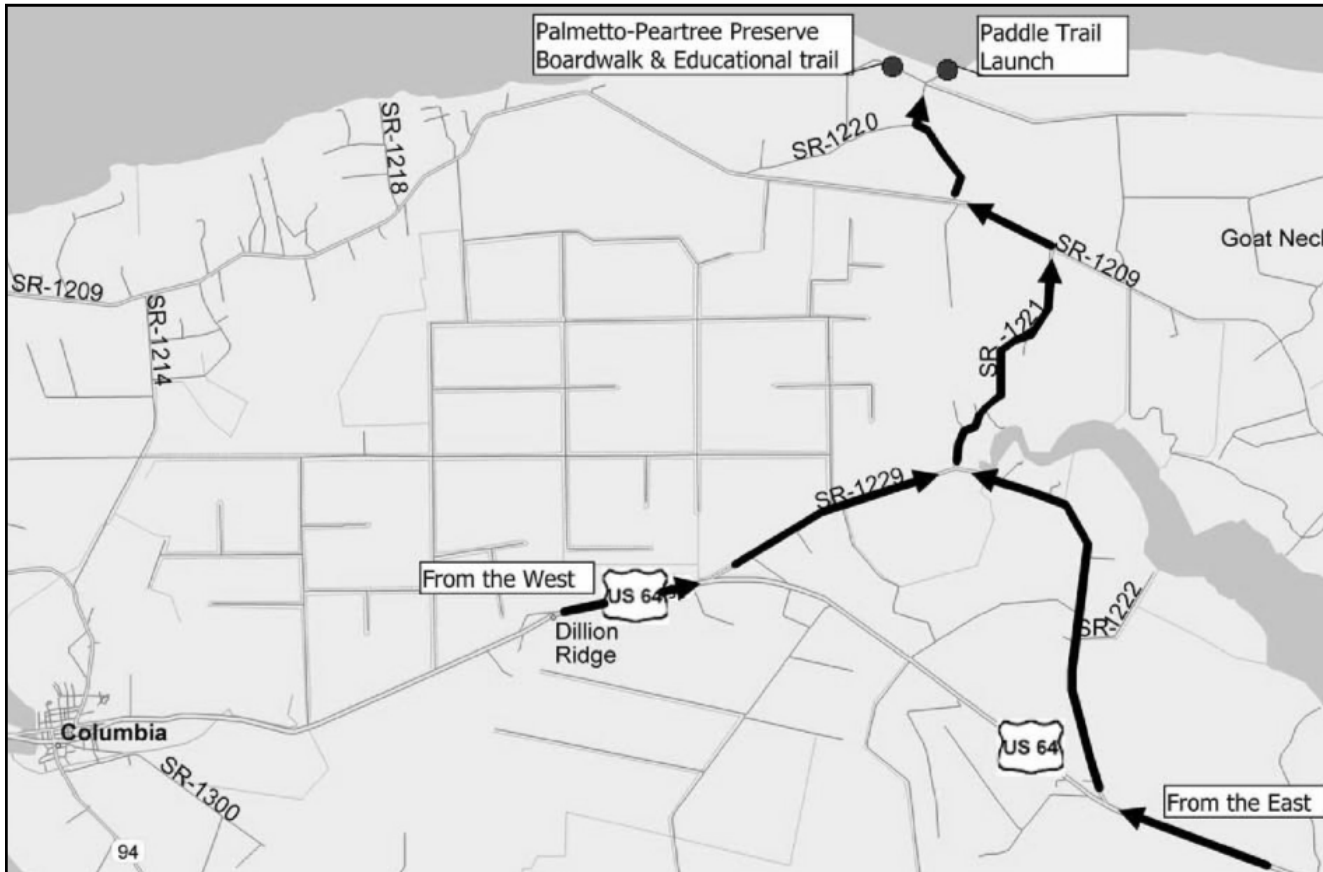 Palmetto-Peartree Preserve
Boardwalk & Educational trail
Paddle Trail
Launch
SR-1220
SR-1218
Goat Neck
SR-1209
SR-1209
SR-1214
SR-1221
SR-1229
From the West
US 64
Dillion
Ridge
SR-1222
Columbia
US 64
SR-1300
From the East
94